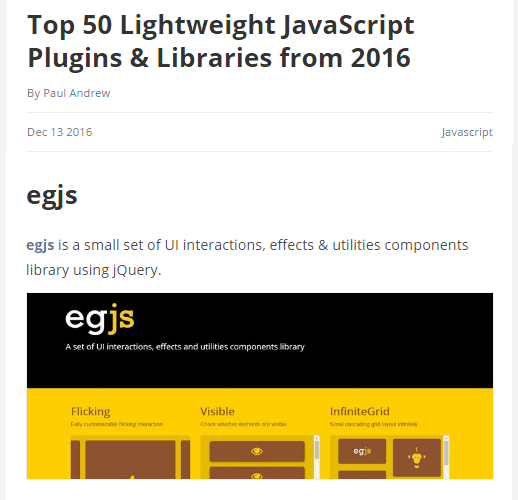 Top 50 Lightweight JavaScript
Plugins & Libraries from 2016
By Paul Andrew
Dec 13 2016
Javascript
egjs
egjs is a small set of UI interactions, effects & utilities components
library using jQuery.
egjs
A set of UI interactions, effects and utilities components library
Flicking
Fully customizable flicking interaction
Visible
Check whether elements are visible
InfiniteGrid
Scroll cascading grid layout infinitely
egjs